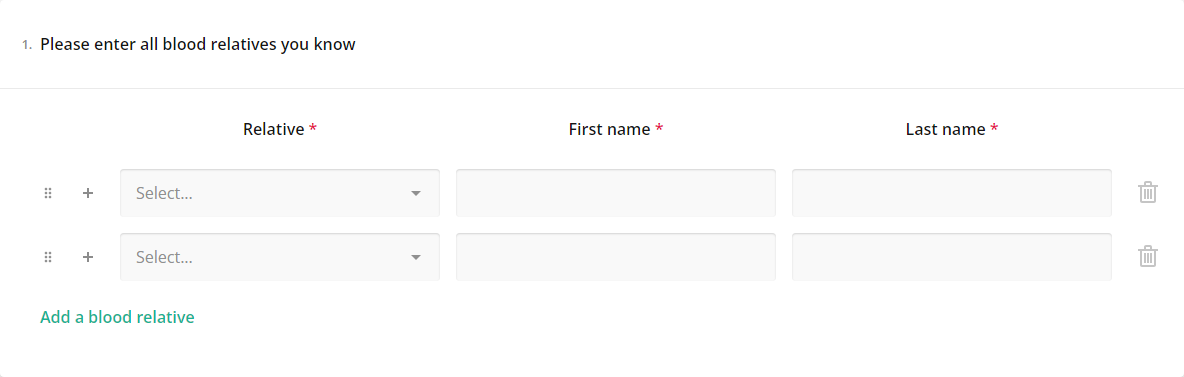 1. Please enter all blood relatives you know
Relative * First name * Last name *
Select...
Select...
Add a blood relative